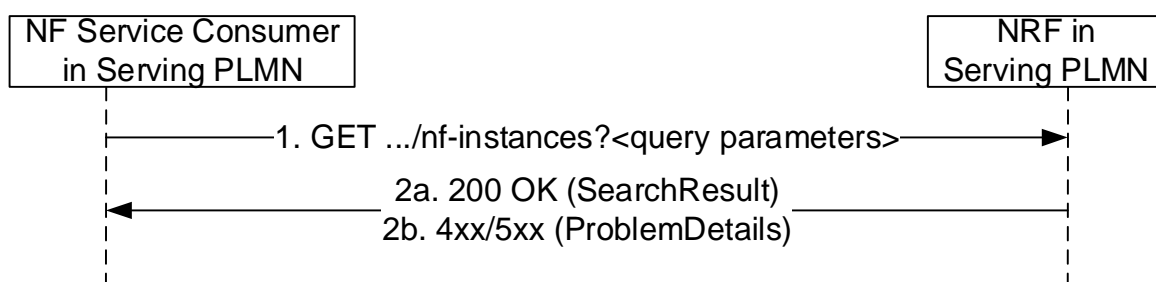 NF Service Consumer
in Serving PLMN
NRF in
Serving PLMN
1. GET .../nf-instances?<query parameters>
2a. 200 OK (SearchResult)
2b. 4xx/5xx (ProblemDetails)